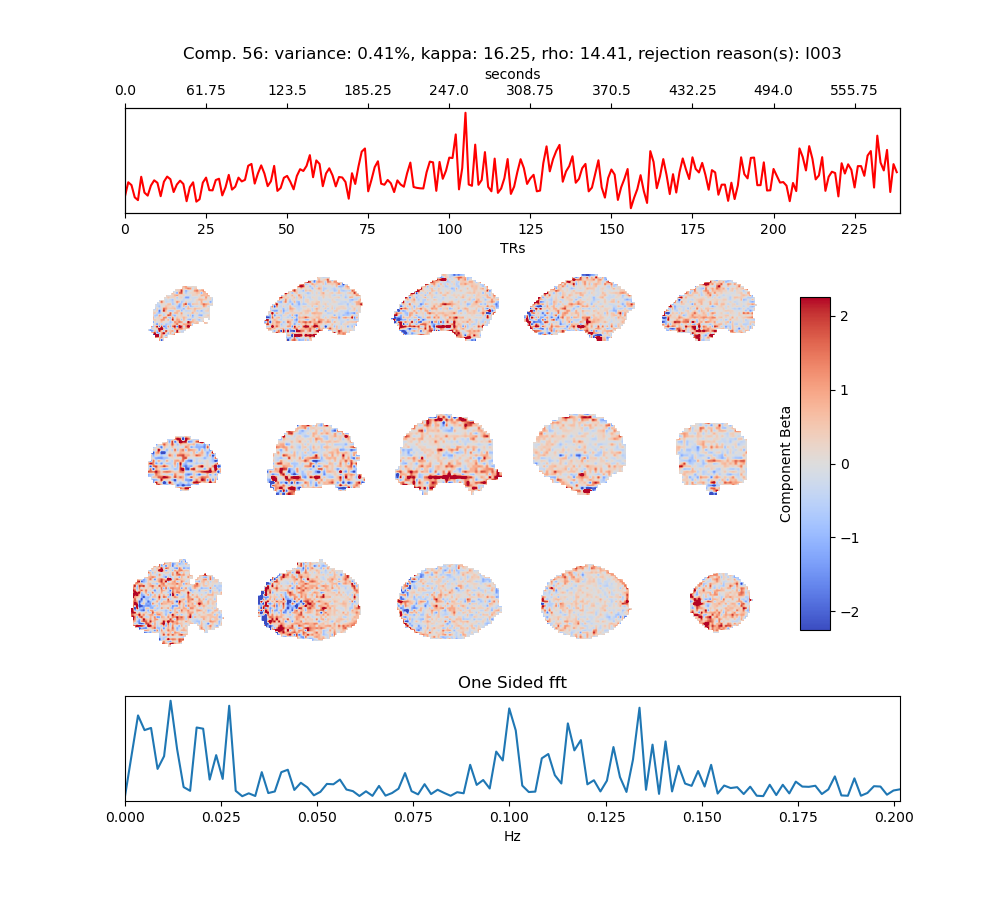 Comp. 56: variance: 0.41%, kappa: 16.25, rho: 14.41, rejection reason(s): I003
seconds
0.0 61.75 123.5 185.25 247.0 308.75 370.5 432.25 494.0 555.75
0 25 50 75 100 125 150 175 200 225
TRs
2
1
0
−1
−2
Component Beta
One Sided fft
0.000 0.025 0.050 0.075 0.100 0.125 0.150 0.175 0.200
Hz